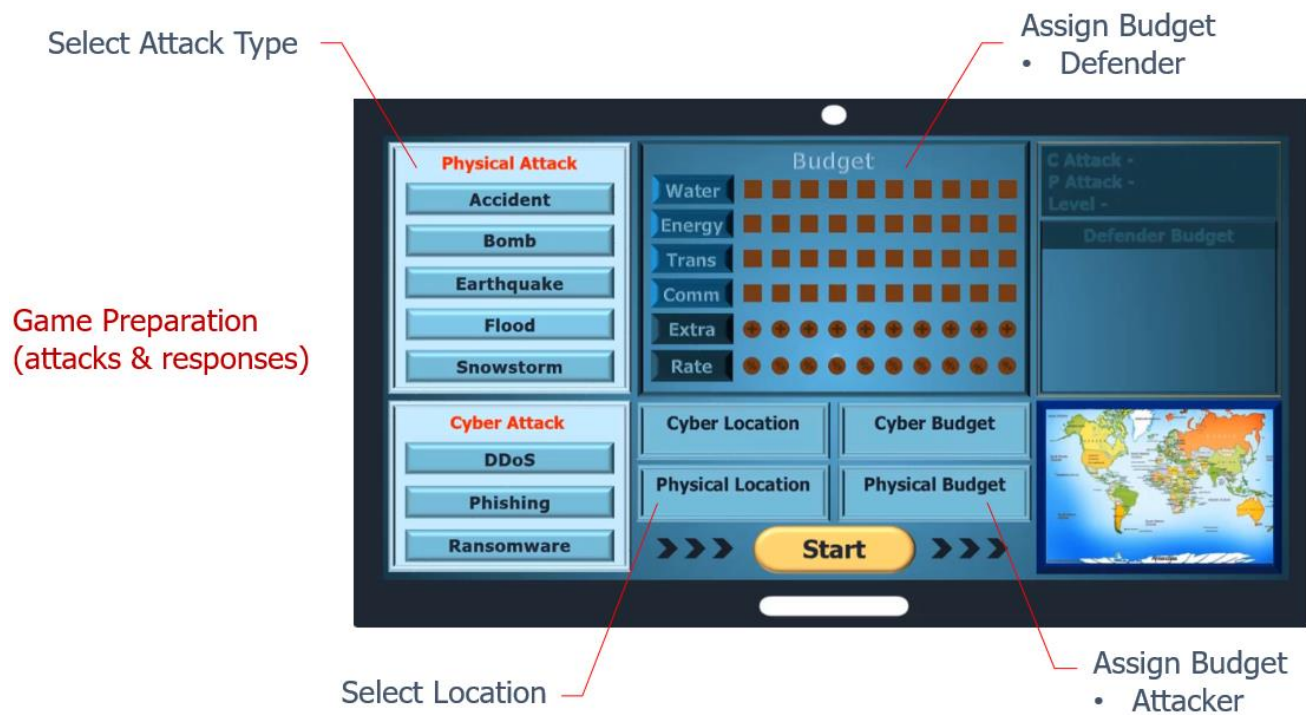 Select Attack Type
Assign Budget
• Defender
Game Preparation
(attacks & responses)
Physical Attack
Accident
Bomb
Earthquake
Flood
Snowstorm
Cyber Attack
DDoS
Phishing
Ransomware
Budget
Water
Energy
Trans
Comm
Extra
Rate
Cyber Location
Cyber Budget
Physical Location
Physical Budget
Start
C Attack -
P Attack -
Level -
Defender Budget
Select Location
Assign Budget
• Attacker